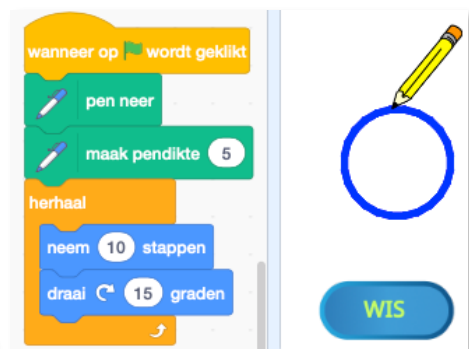 wanneer op wordt geklikt
pen neer
maak pendikte 5
herhaal
neem 10 stappen
draai 15 graden
WIS